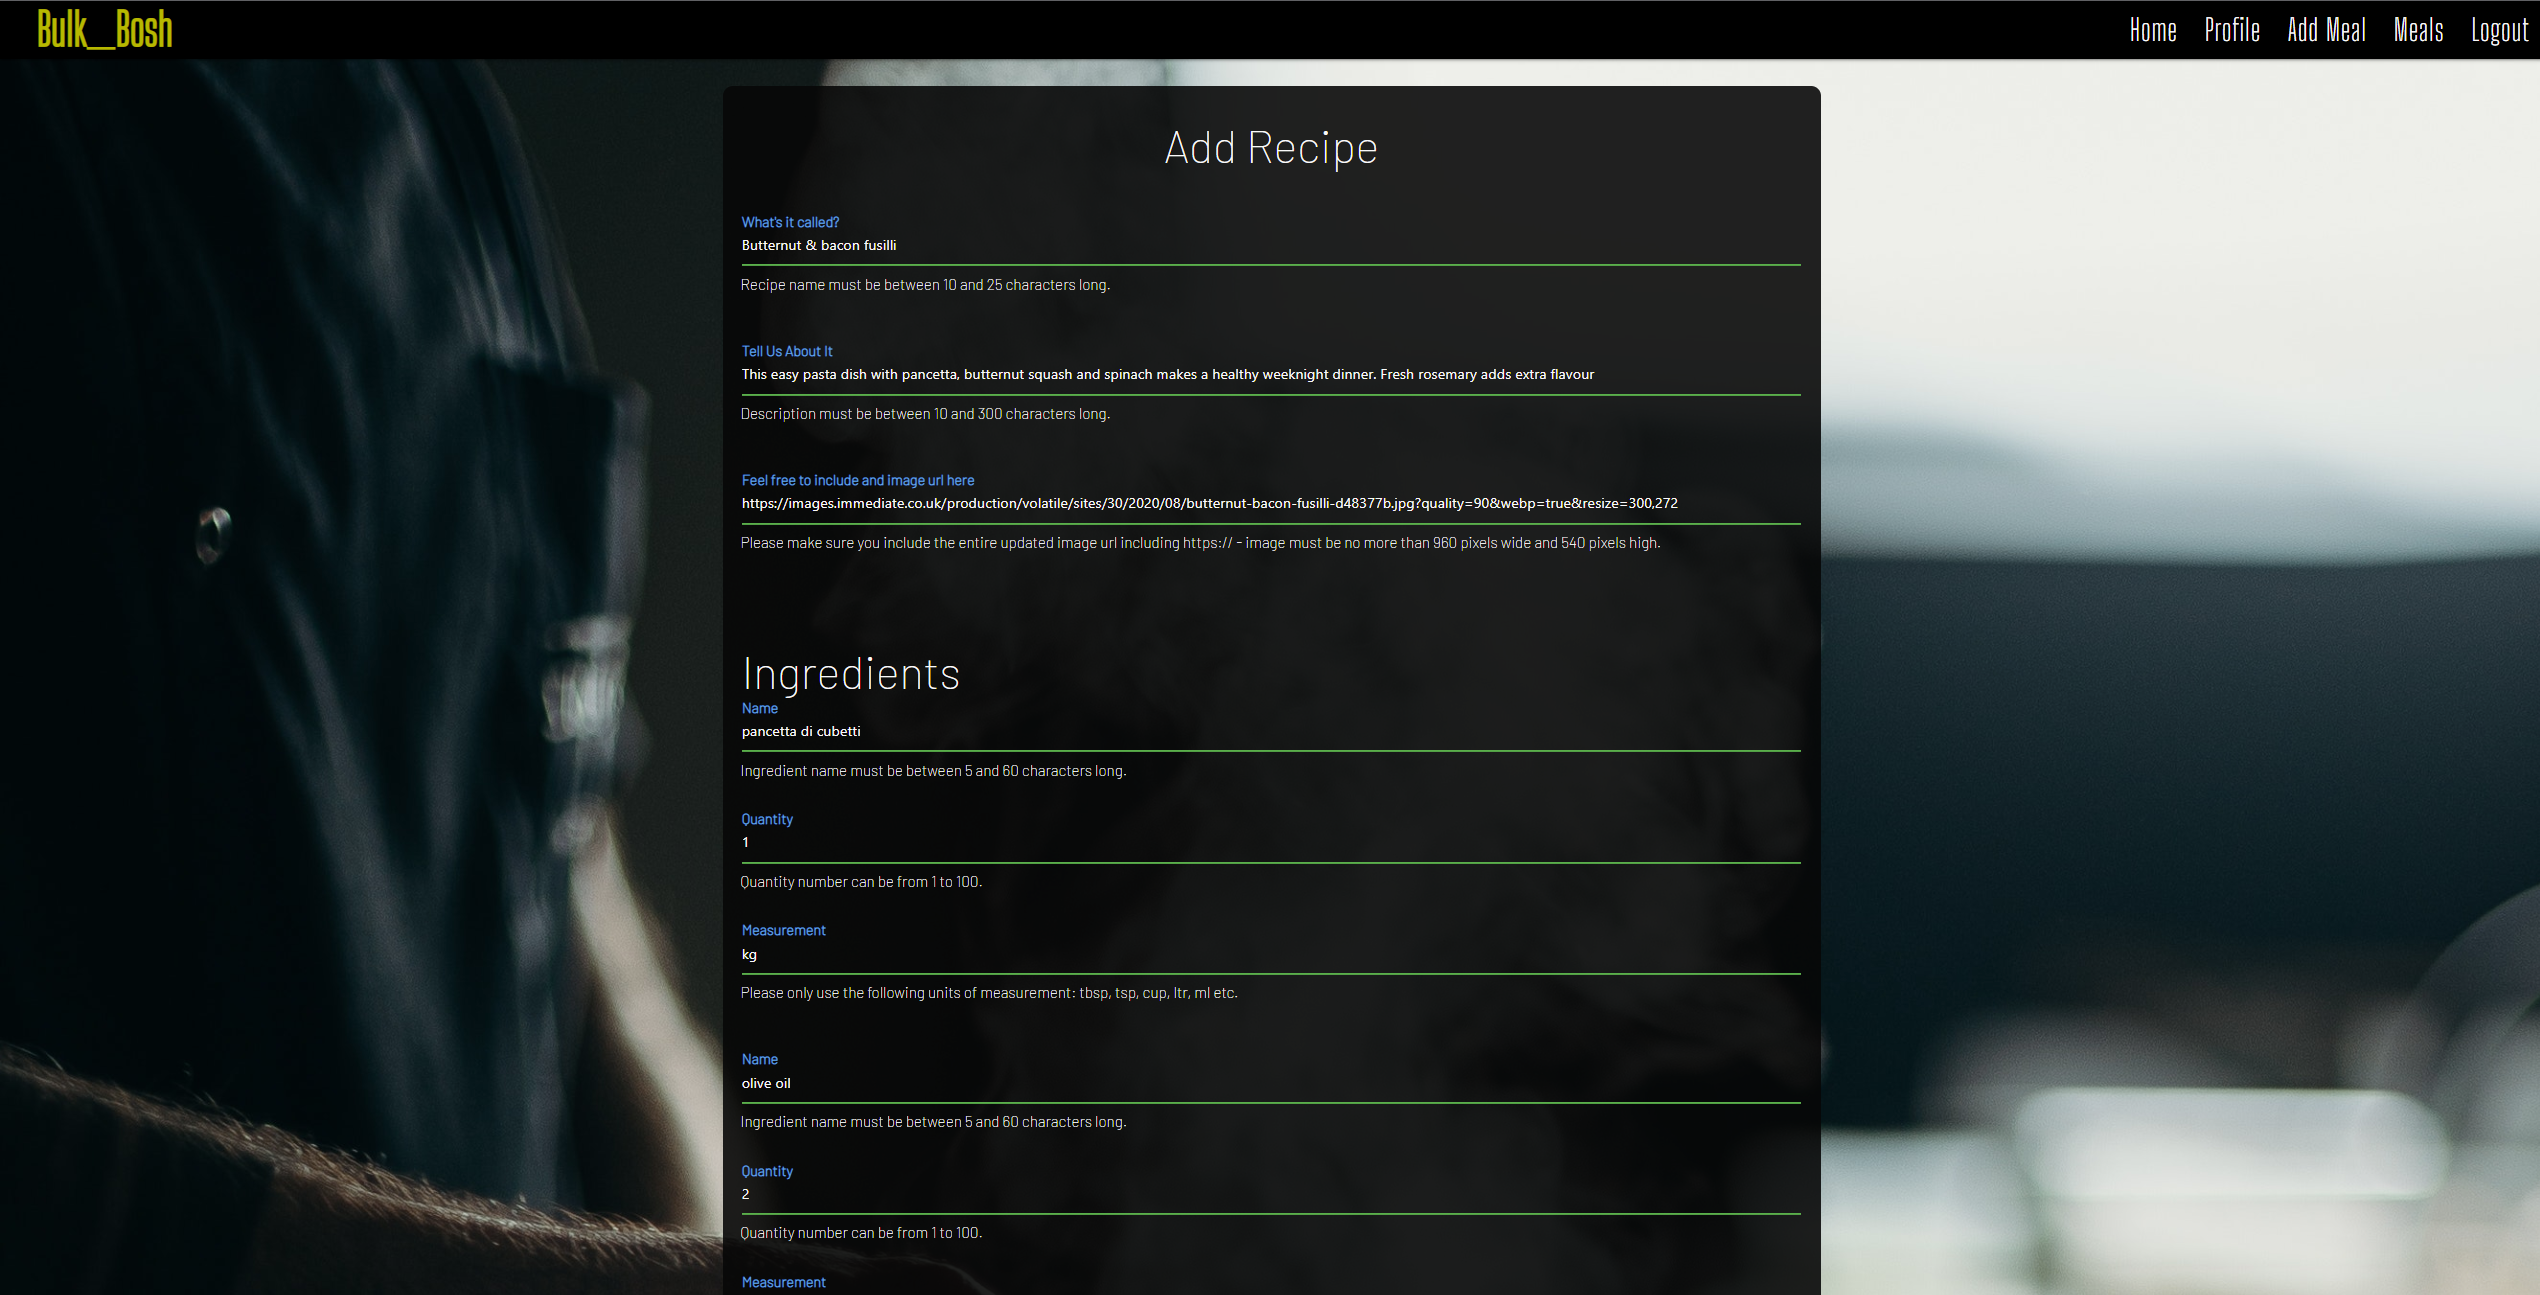 Bulk__Bosh
Home Profile Add Meal Meals Logout
Add Recipe
What's it called?
Butternut & bacon fusilli
Recipe name must be between 10 and 25 characters long.
Tell Us About It
This easy pasta dish with pancetta, butternut squash and spinach makes a healthy weeknight dinner. Fresh rosemary adds extra flavour
Description must be between 10 and 300 characters long.
Feel free to include and image url here
https://images.immediate.co.uk/production/volatile/sites/30/2020/08/butternut-bacon-fusilli-d48377b.jpg?quality=90&webp=true&resize=300,272
Please make sure you include the entire updated image url including https:// - image must be no more than 960 pixels wide and 540 pixels high.
Ingredients
Name
pancetta di cubetti
Ingredient name must be between 5 and 60 characters long.
Quantity
1
Quantity number can be from 1 to 100.
Measurement
kg
Please only use the following units of measurement: tbsp, tsp, cup, ltr, ml etc.
Name
olive oil
Ingredient name must be between 5 and 60 characters long.
Quantity
2
Quantity number can be from 1 to 100.
Measurement